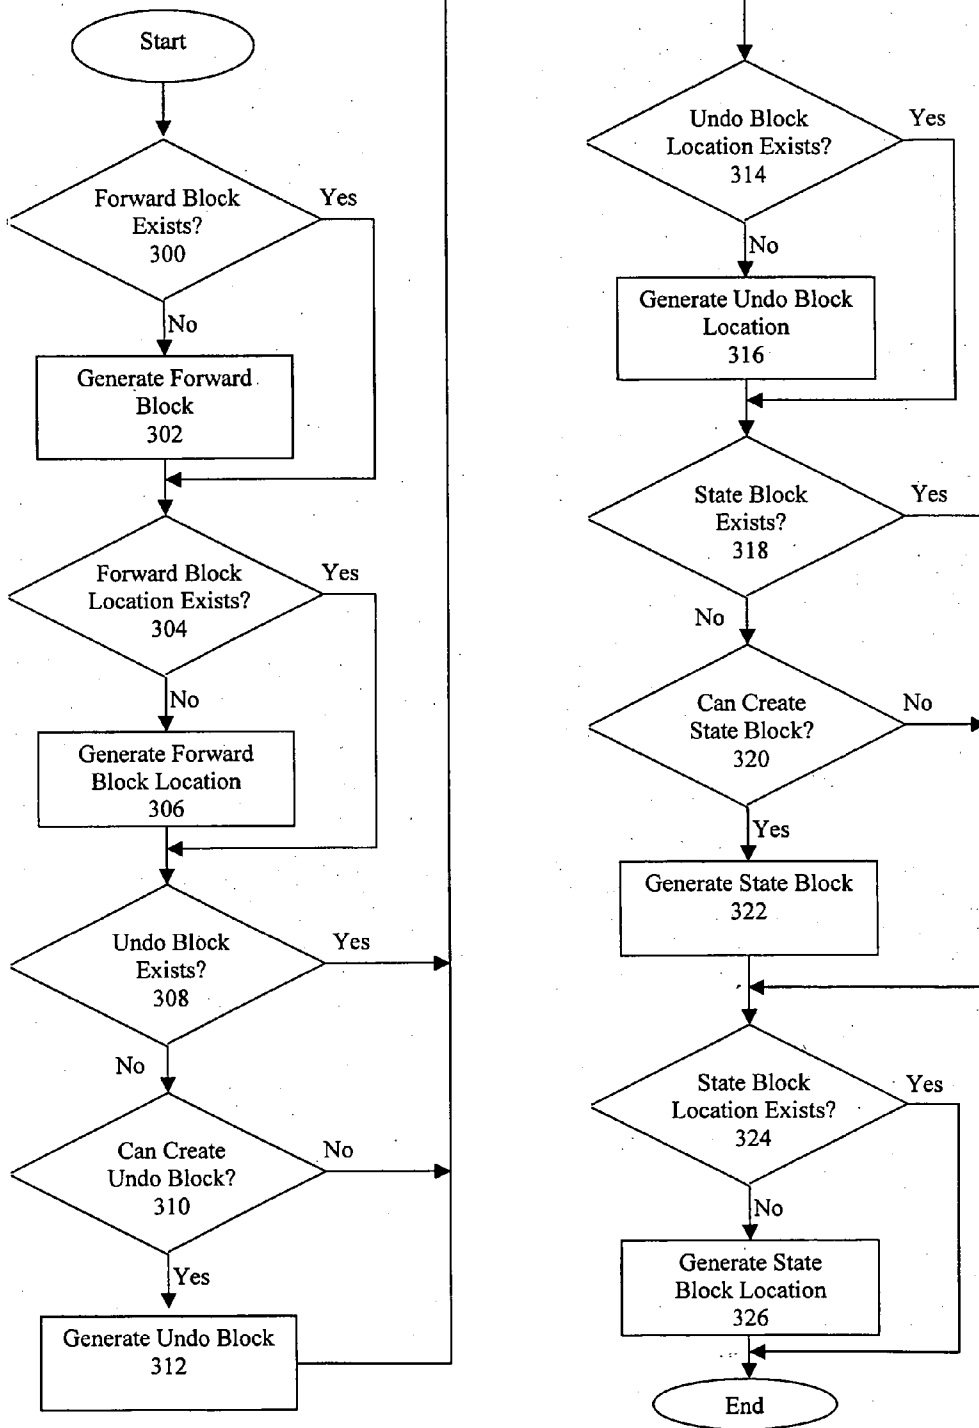 Start
Forward Block
Exists?
300
Yes
No
Generate Forward
Block
302
Forward Block
Location Exists?
304
Yes
No
Generate Forward
Block Location
306
Undo Block
Exists?
308
Yes
No
Can Create
Undo Block?
310
No
Yes
Generate Undo Block
312
Undo Block
Location Exists?
314
Yes
No
Generate Undo Block
Location
316
State Block
Exists?
318
Yes
No
Can Create
State Block?
320
No
Yes
Generate State Block
322
State Block
Location Exists?
324
Yes
No
Generate State
Block Location
326
End